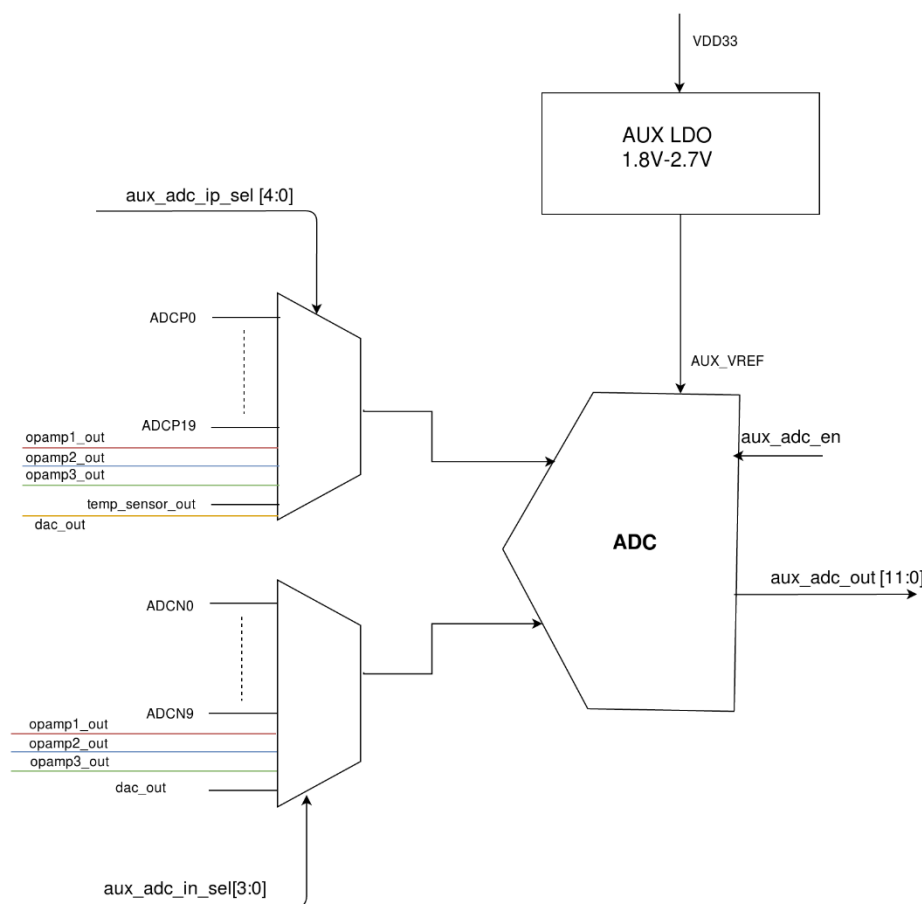 VDD33
AUX LDO
1.8V-2.7V
aux_adc_ip_sel [4:0]
ADCP0
AUX_VREF
ADCP19
opamp1_out
aux_adc_en
opamp2_out
opamp3_out
temp_sensor_out
dac_out
ADC
aux_adc_out [11:0]
ADCN0
ADCN9
opamp1_out
opamp2_out
opamp3_out
dac_out
aux_adc_in_sel[3:0]